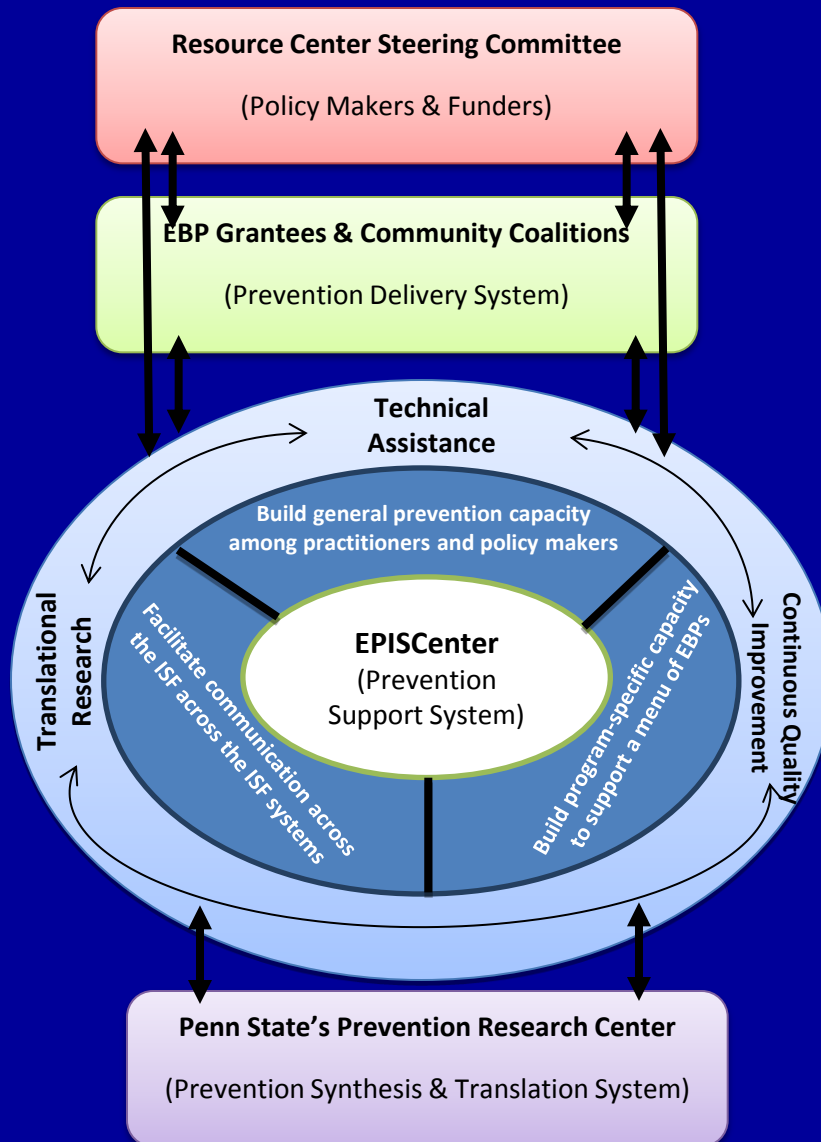 Resource Center Steering Committee
(Policy Makers & Funders)
EBP Grantees & Community Coalitions
(Prevention Delivery System)
Technical
Assistance
Build general prevention capacity
among practitioners and policy makers
Translational
Research
Facilitate communication across
the ISF across the ISF systems
EPISCenter
(Prevention
Support System)
Build program-specific capacity
to support a menu of EBPs
Continuous Quality
Improvement
Penn State's Prevention Research Center
(Prevention Synthesis & Translation System)